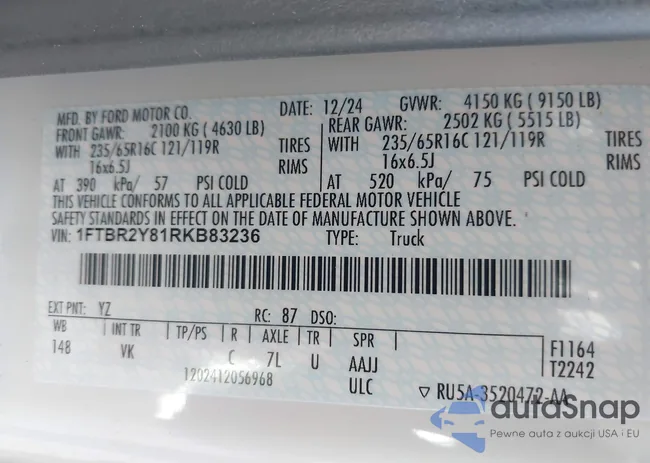 MFD. BY FORD MOTOR CO. DATE: 12/24 GVWR: 4150 KG ( 9150 LB)
FRONT GAWR: 2100 KG ( 4630 LB) REAR GAWR: 2502 KG ( 5515 LB)
WITH 235/65R16C 121/119R TIRES WITH 235/65R16C 121/119R TIRES
16x6.5J RIMS 16x6.5J RIMS
AT 390 kPa/ 57 PSI COLD AT 520 kPa/ 75 PSI COLD
THIS VEHICLE CONFORMS TO ALL APPLICABLE FEDERAL MOTOR VEHICLE
SAFETY STANDARDS IN EFFECT ON THE DATE OF MANUFACTURE SHOWN ABOVE.
VIN: 1FTBR2Y81RKB83236 TYPE: Truck
EXT PNT: YZ RC: 87 DSO:
WB INT TR TP/PS R AXLE TR SPR F1164
148 VK C 7L U AAJJ T2242
1202412056968 ULC ▽ RU5A-3520472-AA
autoSnap
Pewne auta z aukcji USA i EU